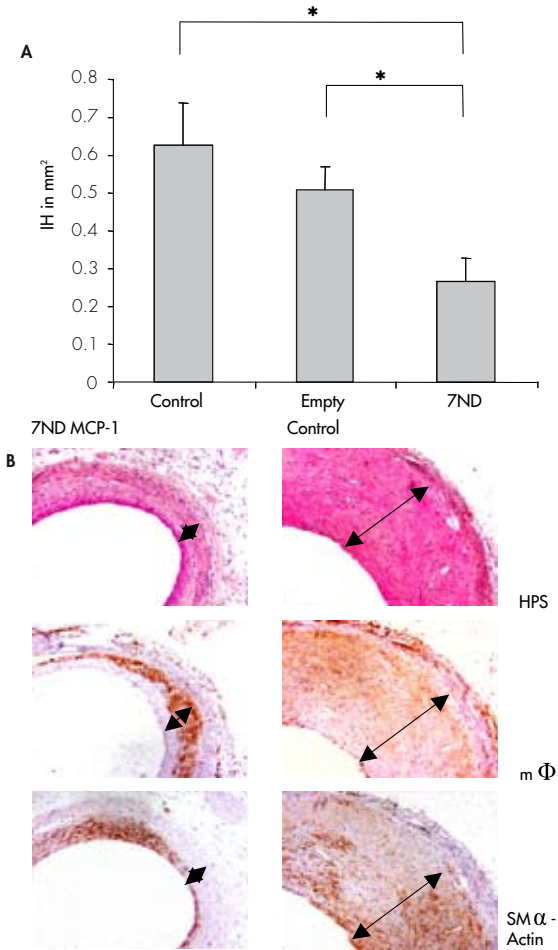 *
A
*
0.8
0.7
0.6
0.5
0.4
0.3
0.2
0.1
0
IH in mm²
Control Empty 7ND
7ND MCP-1 Control
B
HPS
m Φ
SM α -
Actin